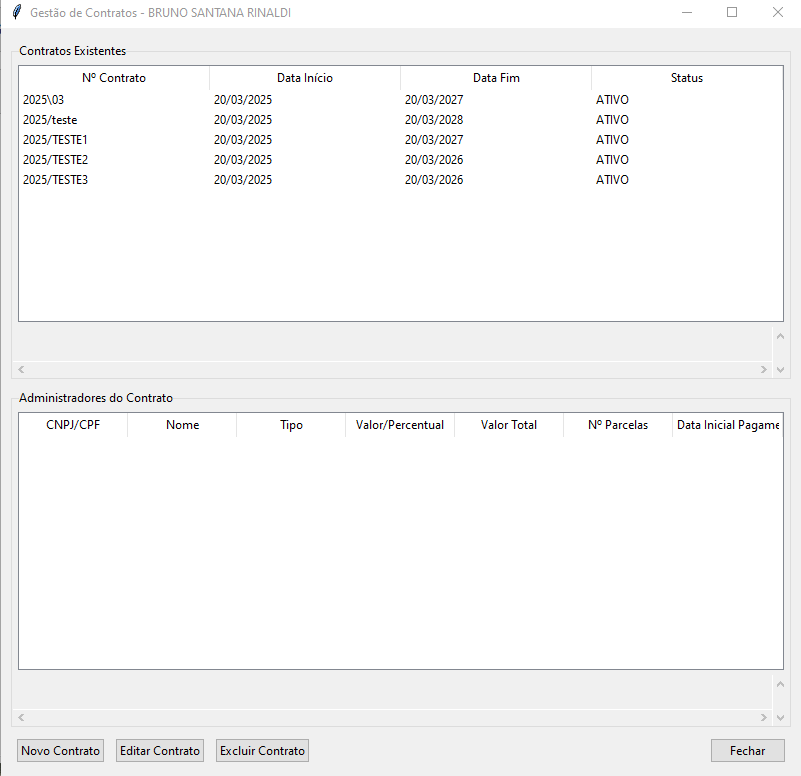 Gestão de Contratos - BRUNO SANTANA RINALDI
Contratos Existentes
Nº Contrato Data Início Data Fim Status
2025\03 20/03/2025 20/03/2027 ATIVO
2025/teste 20/03/2025 20/03/2028 ATIVO
2025/TESTE1 20/03/2025 20/03/2027 ATIVO
2025/TESTE2 20/03/2025 20/03/2026 ATIVO
2025/TESTE3 20/03/2025 20/03/2026 ATIVO
Administradores do Contrato
CNPJ/CPF Nome Tipo Valor/Percentual Valor Total Nº Parcelas Data Inicial Pagame
Novo Contrato Editar Contrato Excluir Contrato Fechar